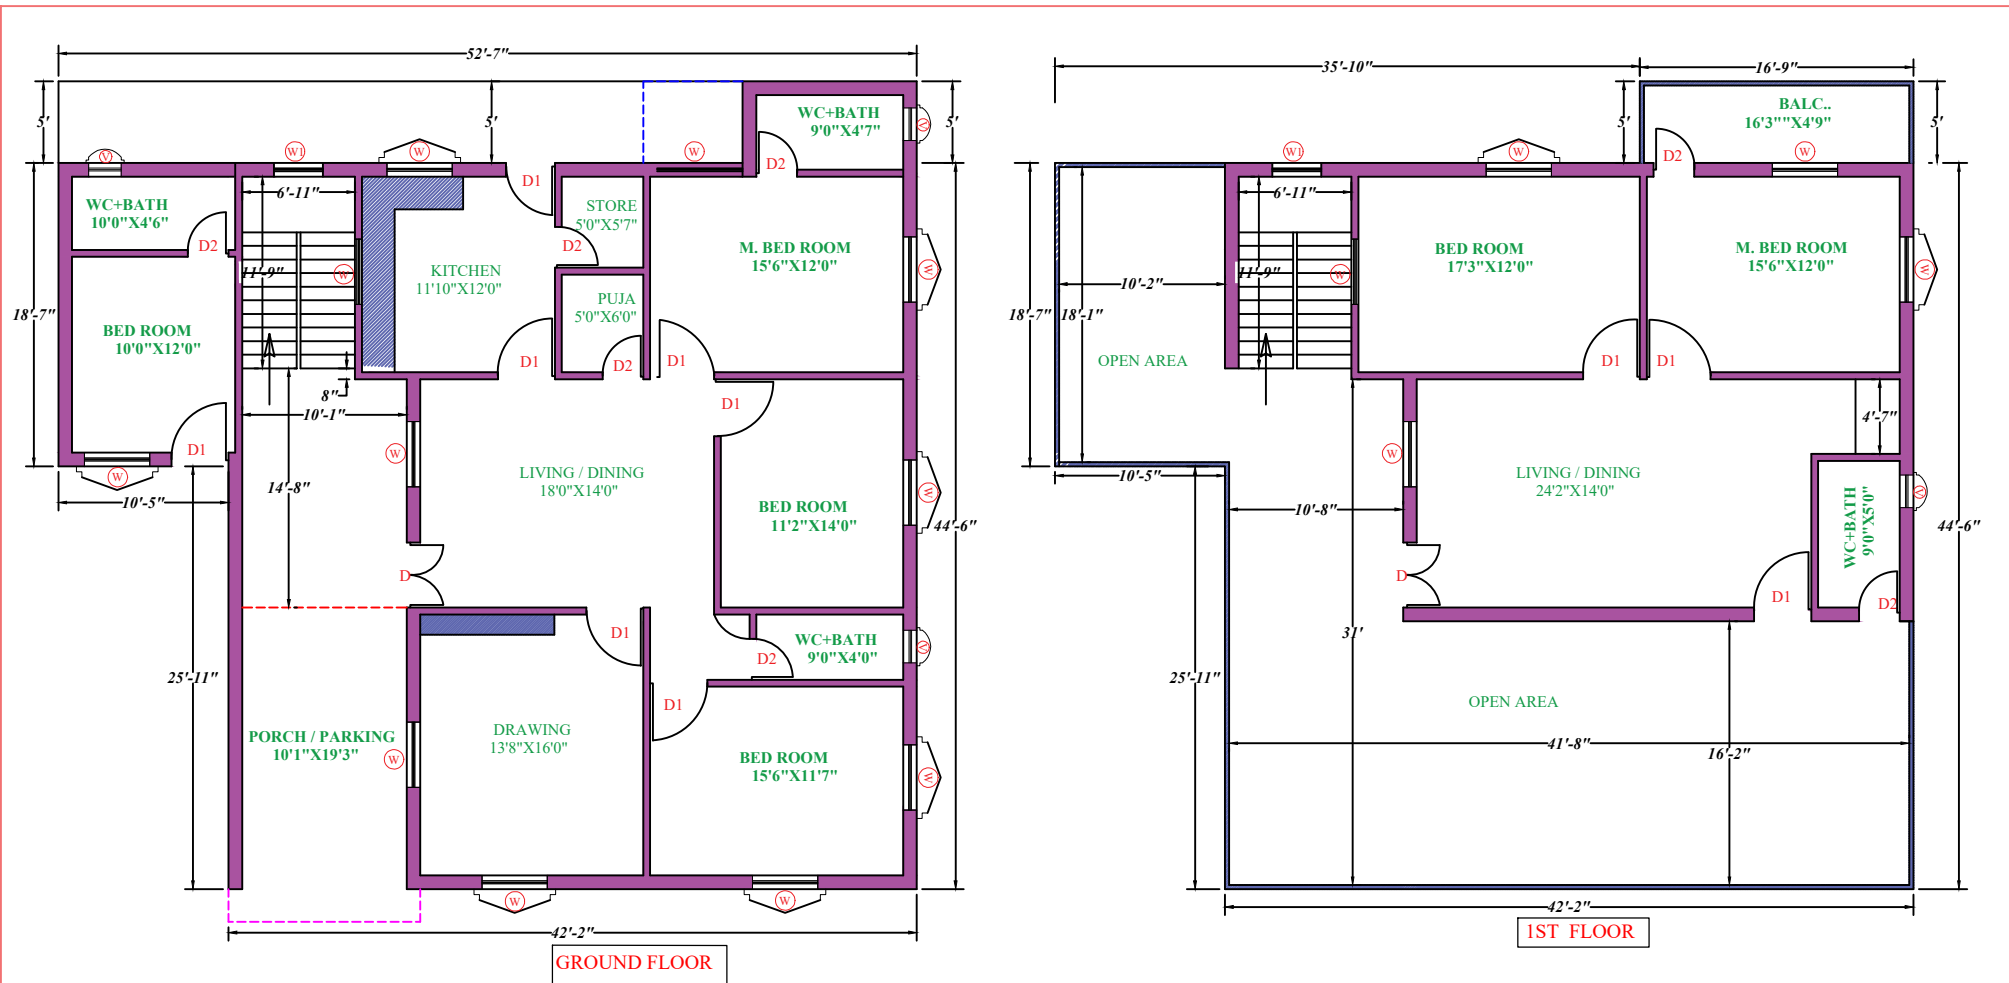 52'-7"
5'
5'
5'
WC+BATH
9'0"X4'7"
V
D2
V
W1
W
W
D1
6'-11"
WC+BATH
10'0"X4'6"
D2
STORE
5'0"X5'7"
D2
M. BED ROOM
15'6"X12'0"
W
11'-9"
W
KITCHEN
11'10"X12'0"
PUJA
5'0"X6'0"
18'-7"
BED ROOM
10'0"X12'0"
D1
D2
D1
8"
10'-1"
D1
D1
W
W
10'-5"
14'-8"
LIVING / DINING
18'0"X14'0"
BED ROOM
11'2"X14'0"
W
44'-6"
D
D1
WC+BATH
9'0"X4'0"
V
D2
25'-11"
D1
PORCH / PARKING
10'1"X19'3"
W
DRAWING
13'8"X16'0"
BED ROOM
15'6"X11'7"
W
W
W
42'-2"
GROUND FLOOR
35'-10"
16'-9"
5'
5'
BALC..
16'3""X4'9"
W1
W
D2
W
6'-11"
10'-2"
11'-9"
W
BED ROOM
17'3"X12'0"
M. BED ROOM
15'6"X12'0"
W
18'-7"
18'-1"
OPEN AREA
D1
D1
4'-7"
W
10'-5"
LIVING / DINING
24'2"X14'0"
10'-8"
WC+BATH
9'0"X5'0"
V
44'-6"
D
D1
D2
31'
25'-11"
OPEN AREA
41'-8"
16'-2"
42'-2"
1ST FLOOR